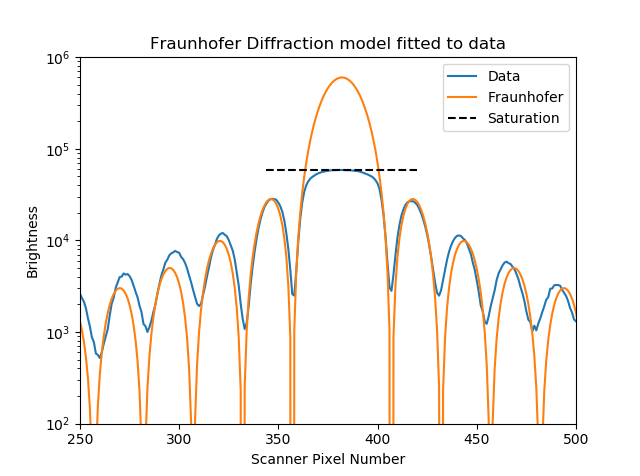 Fraunhofer Diffraction model fitted to data
Data
Fraunhofer
Saturation
Brightness
10^6
10^5
10^4
10^3
10^2
250 300 350 400 450 500
Scanner Pixel Number